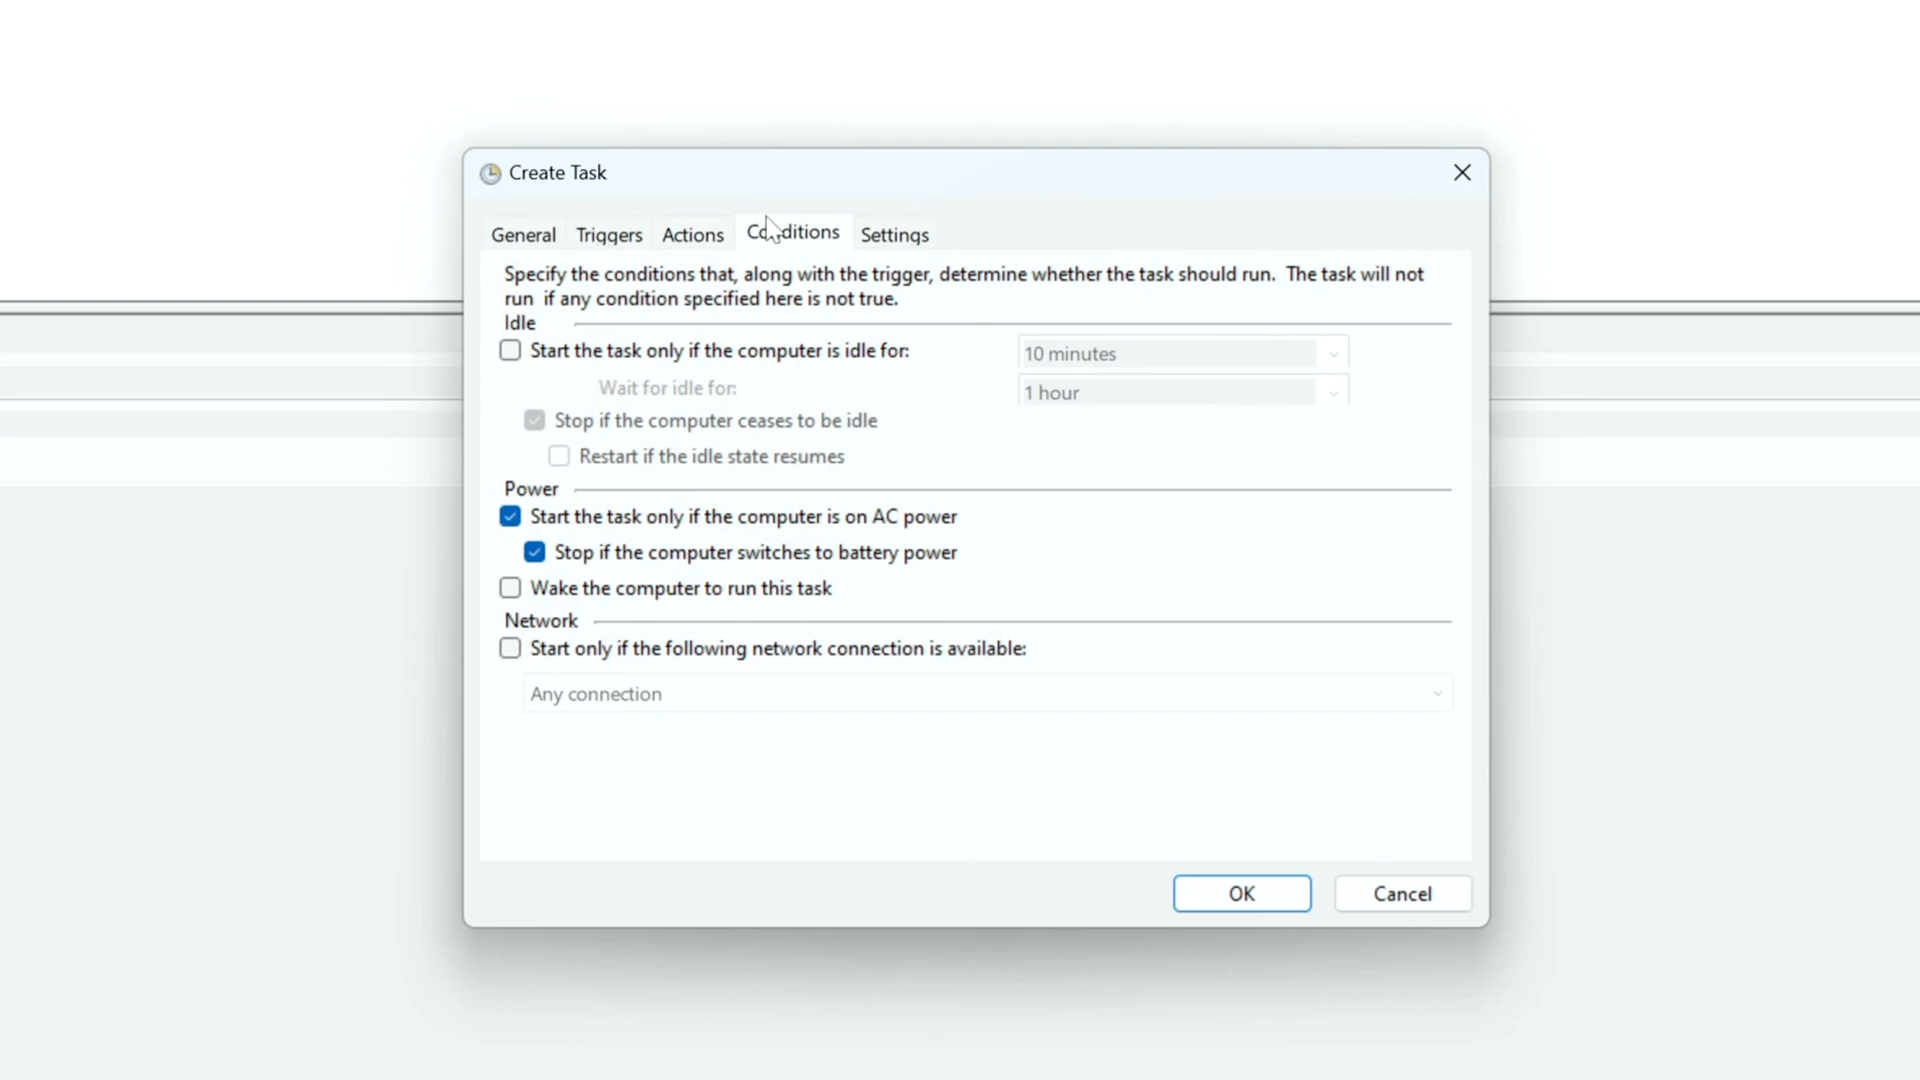 Create Task
General Triggers Actions Conditions Settings
Specify the conditions that, along with the trigger, determine whether the task should run. The task will not
run if any condition specified here is not true.
Idle
Start the task only if the computer is idle for: 10 minutes
Wait for idle for: 1 hour
Stop if the computer ceases to be idle
Restart if the idle state resumes
Power
Start the task only if the computer is on AC power
Stop if the computer switches to battery power
Wake the computer to run this task
Network
Start only if the following network connection is available:
Any connection
OK Cancel